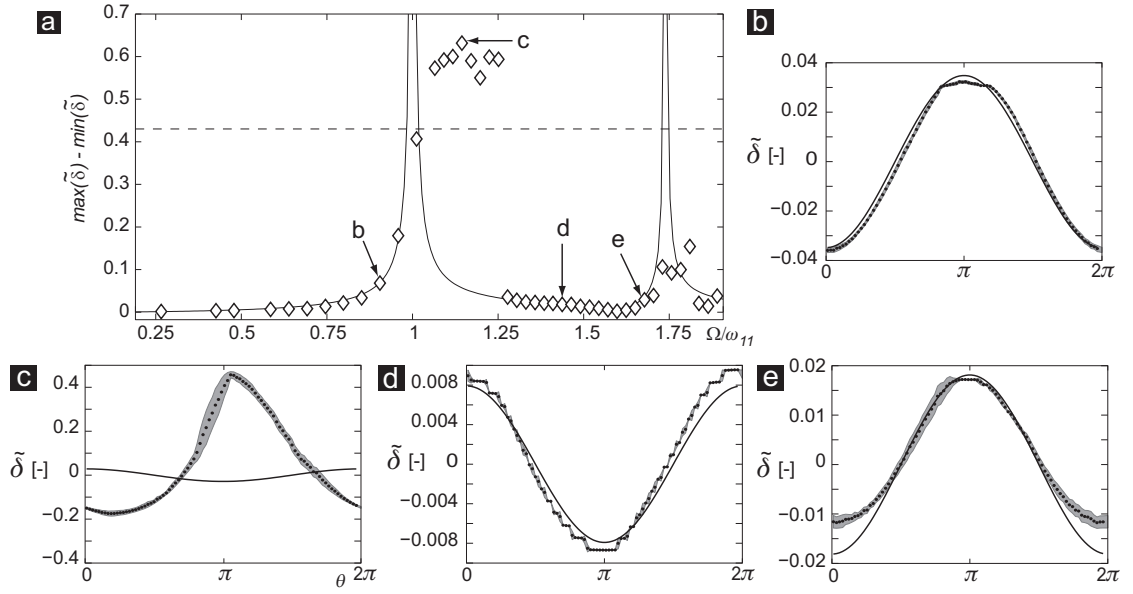 a
0.7
0.6
0.5
0.4
0.3
0.2
0.1
0
max(δ̃) - min(δ̃)
0.25
0.5
0.75
1
1.25
1.5
1.75
Ω/ω₁₁
b
c
d
e
b
0.04
0.02
0
−0.02
−0.04
δ̃ [-]
0
π
2π
c
0.4
0.2
0
−0.2
−0.4
δ̃ [-]
0
π
θ
2π
d
0.008
0.004
0
−0.004
−0.008
δ̃ [-]
0
π
2π
e
0.02
0.01
0
−0.01
−0.02
δ̃ [-]
0
π
2π